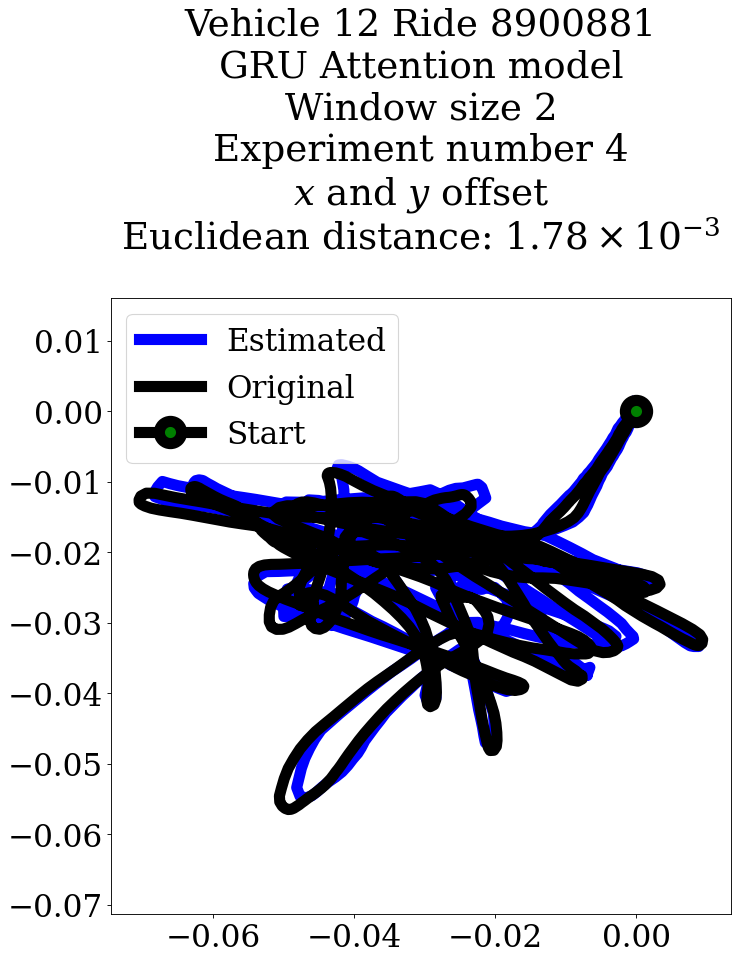 Vehicle 12 Ride 8900881
GRU Attention model
Window size 2
Experiment number 4
x and y offset
Euclidean distance: 1.78 × 10⁻³
Estimated
Original
Start
0.01
0.00
−0.01
−0.02
−0.03
−0.04
−0.05
−0.06
−0.07
−0.06 −0.04 −0.02 0.00